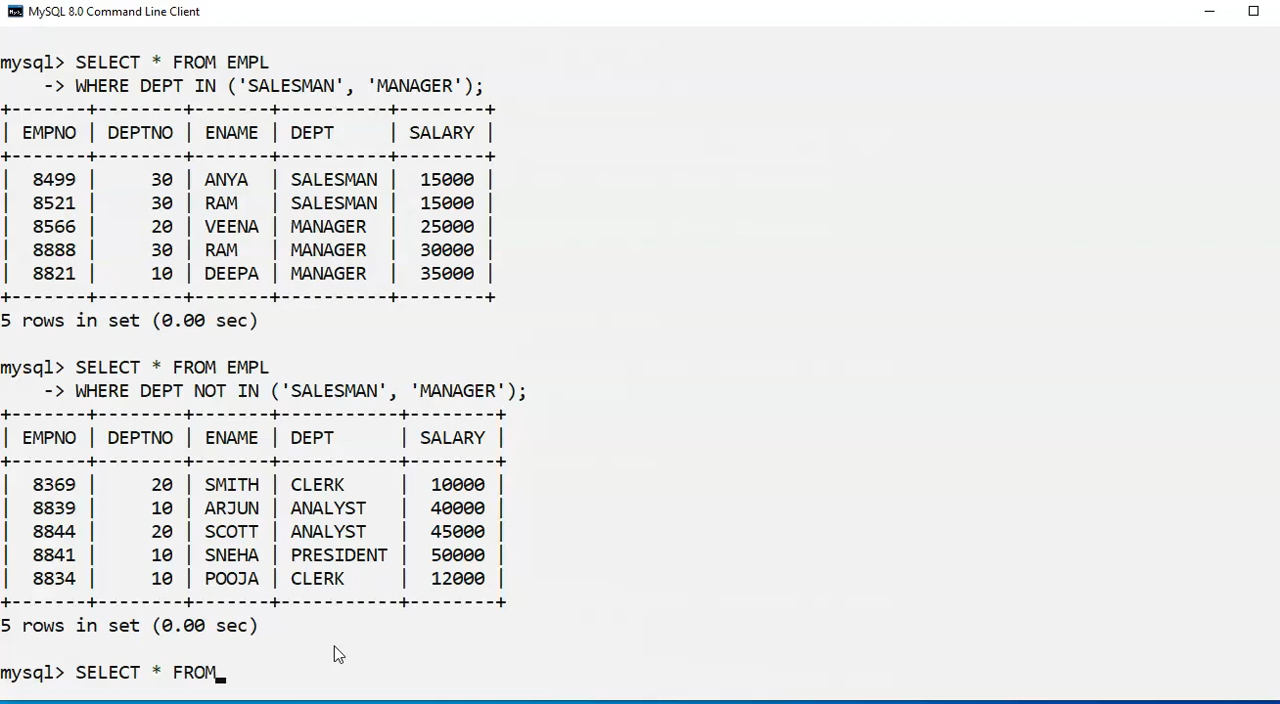 MySQL 8.0 Command Line Client
mysql> SELECT * FROM EMPL
    -> WHERE DEPT IN ('SALESMAN', 'MANAGER');
+-------+--------+-------+----------+--------+
| EMPNO | DEPTNO | ENAME | DEPT     | SALARY |
+-------+--------+-------+----------+--------+
|  8499 |     30 | ANYA  | SALESMAN |  15000 |
|  8521 |     30 | RAM   | SALESMAN |  15000 |
|  8566 |     20 | VEENA | MANAGER  |  25000 |
|  8888 |     30 | RAM   | MANAGER  |  30000 |
|  8821 |     10 | DEEPA | MANAGER  |  35000 |
+-------+--------+-------+----------+--------+
5 rows in set (0.00 sec)
mysql> SELECT * FROM EMPL
    -> WHERE DEPT NOT IN ('SALESMAN', 'MANAGER');
+-------+--------+-------+-----------+--------+
| EMPNO | DEPTNO | ENAME | DEPT      | SALARY |
+-------+--------+-------+-----------+--------+
|  8369 |     20 | SMITH | CLERK     |  10000 |
|  8839 |     10 | ARJUN | ANALYST   |  40000 |
|  8844 |     20 | SCOTT | ANALYST   |  45000 |
|  8841 |     10 | SNEHA | PRESIDENT |  50000 |
|  8834 |     10 | POOJA | CLERK     |  12000 |
+-------+--------+-------+-----------+--------+
5 rows in set (0.00 sec)
mysql> SELECT * FROM